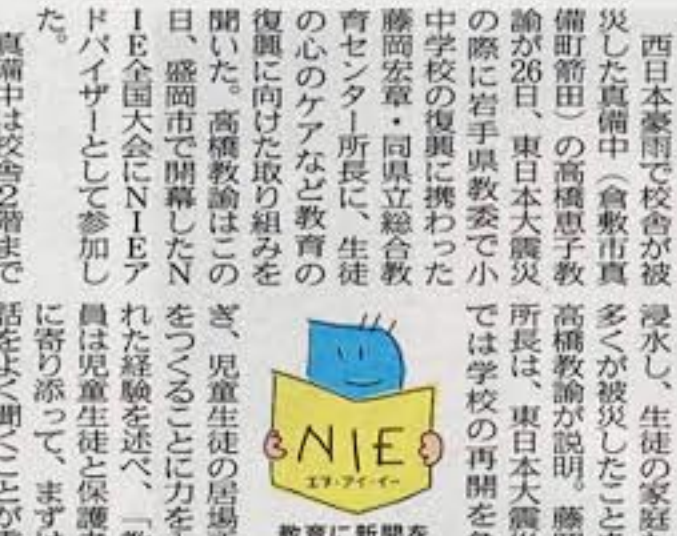 西日本豪雨で校舎が被
災した真備中（倉敷市真
備町箭田）の高橋恵子教
諭が26日、東日本大震災
の際に岩手県教委で小
中学校の復興に携わった
藤岡宏章・同県立総合教
育センター所長に、生徒
の心のケアなど教育の
復興に向けた取り組みを
聞いた。高橋教諭はこの
日、盛岡市で開幕したN
IE全国大会にNIEア
ドバイザーとして参加し
た。
真備中は校舎2階まで
浸水し、生徒の家庭
多くが被災したこと
高橋教諭が説明。藤
所長は、東日本大震
では学校の再開を急
ぎ、児童生徒の居場
をつくることに力を
れた経験を述べ、「教
員は児童生徒と保護
に寄り添って、まず
話をよく聞くことが
NIE
エヌ・アイ・イー
教育に新聞を